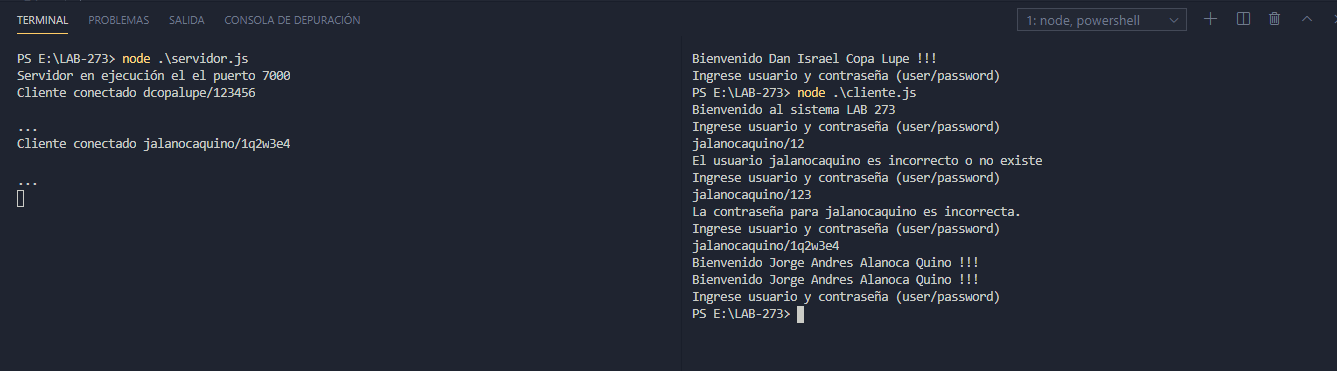 TERMINAL PROBLEMAS SALIDA CONSOLA DE DEPURACIÓN 1: node, powershell
PS E:\LAB-273> node .\servidor.js
Servidor en ejecución el el puerto 7000
Cliente conectado dcopalupe/123456
...
Cliente conectado jalanocaquino/1q2w3e4
...
Bienvenido Dan Israel Copa Lupe !!!
Ingrese usuario y contraseña (user/password)
PS E:\LAB-273> node .\cliente.js
Bienvenido al sistema LAB 273
Ingrese usuario y contraseña (user/password)
jalanocaquino/12
El usuario jalanocaquino es incorrecto o no existe
Ingrese usuario y contraseña (user/password)
jalanocaquino/123
La contraseña para jalanocaquino es incorrecta.
Ingrese usuario y contraseña (user/password)
jalanocaquino/1q2w3e4
Bienvenido Jorge Andres Alanoca Quino !!!
Bienvenido Jorge Andres Alanoca Quino !!!
Ingrese usuario y contraseña (user/password)
PS E:\LAB-273>